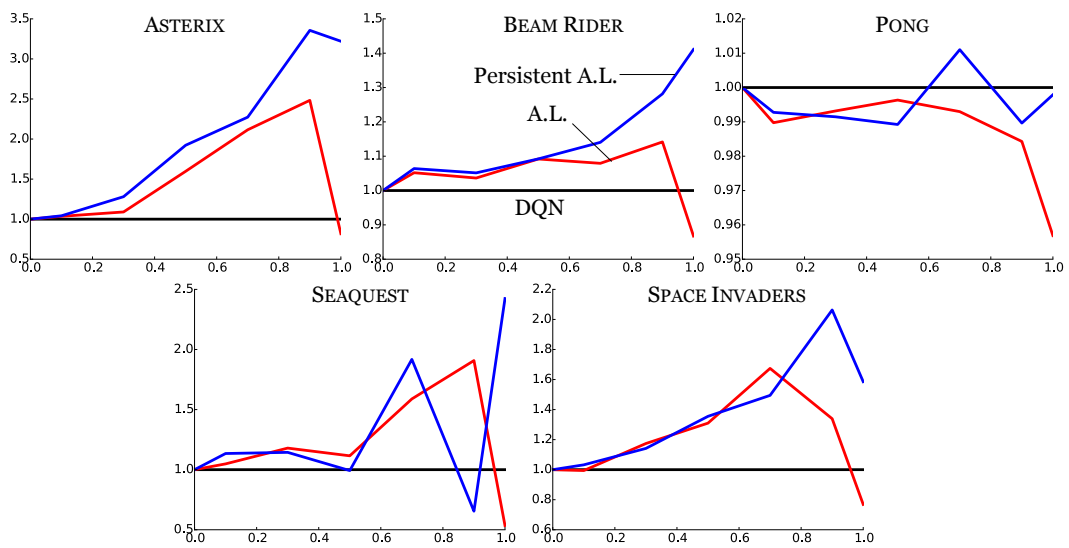 ASTERIX
3.5
3.0
2.5
2.0
1.5
1.0
0.5
0.0 0.2 0.4 0.6 0.8 1.0
BEAM RIDER
1.5
1.4
1.3
1.2
1.1
1.0
0.9
0.8
Persistent A.L.
A.L.
DQN
0.0 0.2 0.4 0.6 0.8 1.0
PONG
1.02
1.01
1.00
0.99
0.98
0.97
0.96
0.95
0.0 0.2 0.4 0.6 0.8 1.0
SEAQUEST
2.5
2.0
1.5
1.0
0.5
0.0 0.2 0.4 0.6 0.8 1.0
SPACE INVADERS
2.2
2.0
1.8
1.6
1.4
1.2
1.0
0.8
0.6
0.0 0.2 0.4 0.6 0.8 1.0